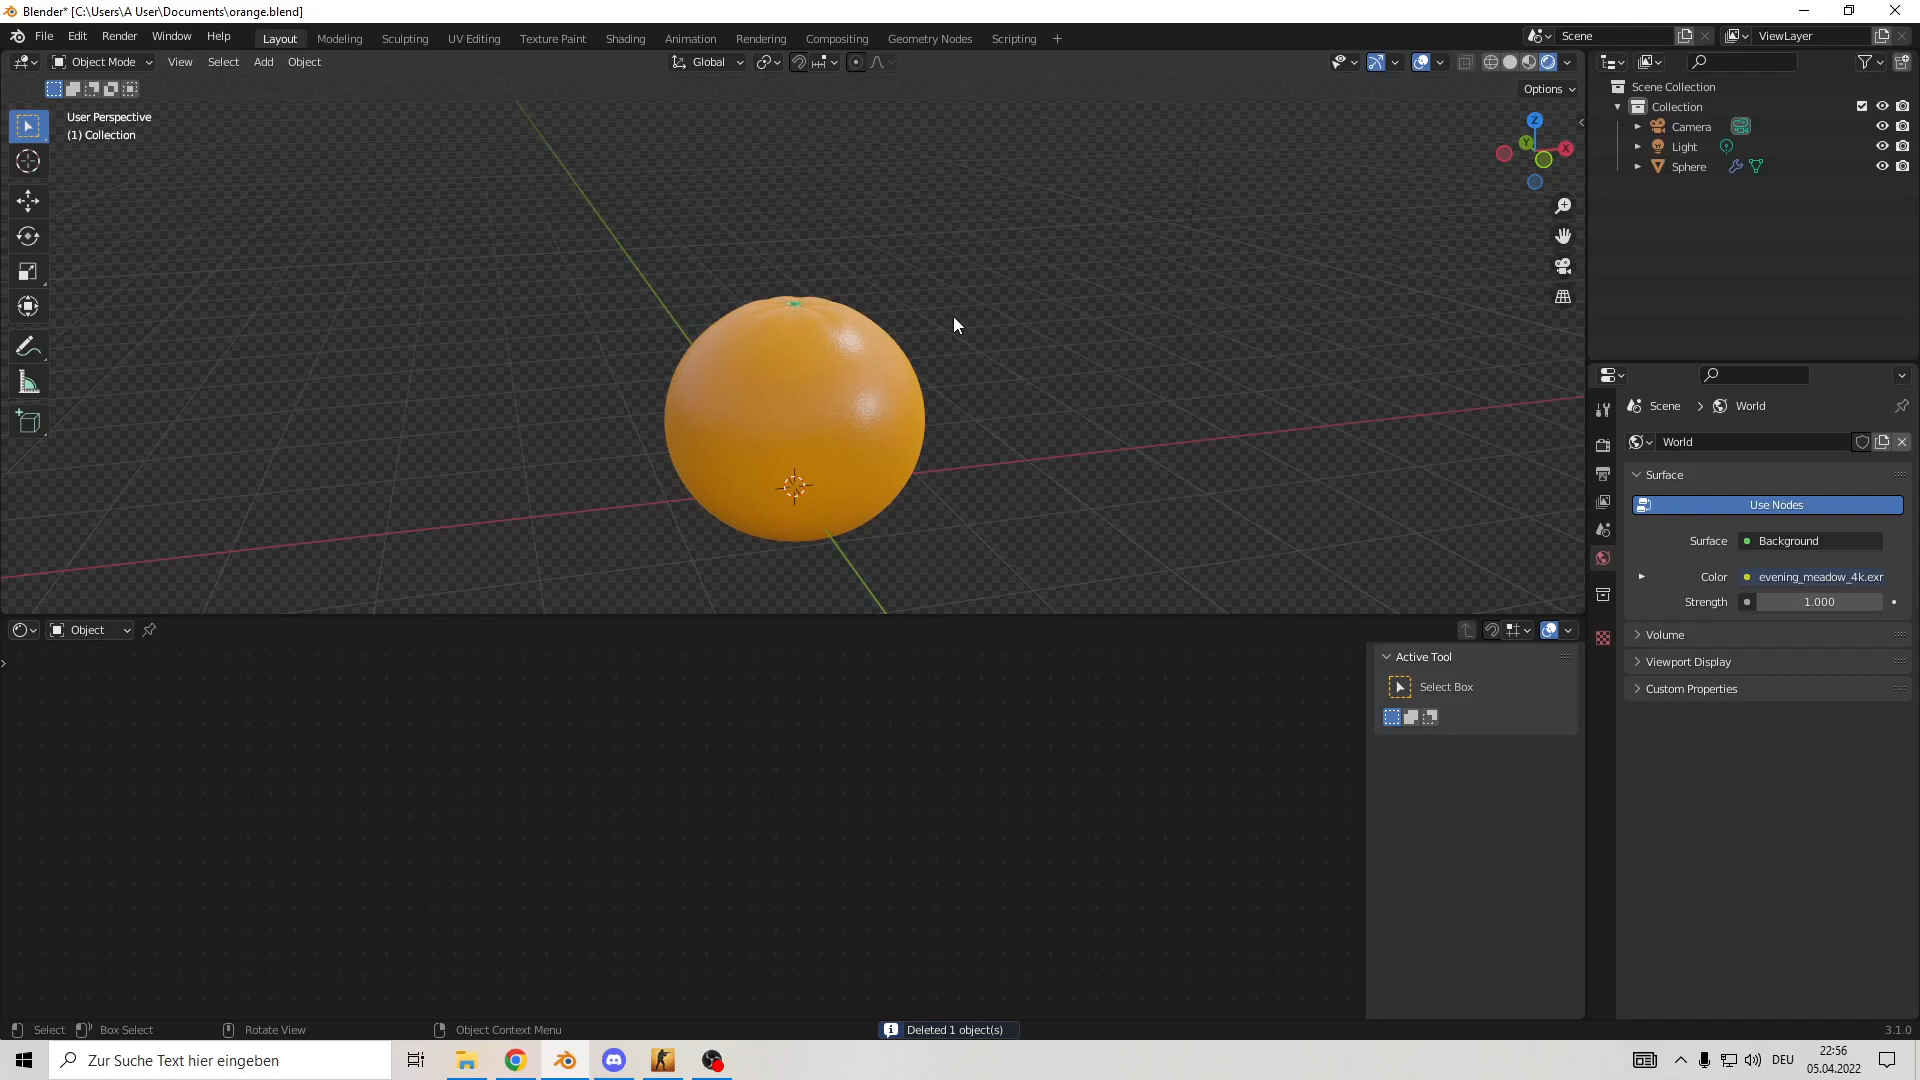 Blender* [C:\Users\A User\Documents\orange.blend]
File Edit Render Window Help Layout Modeling Sculpting UV Editing Texture Paint Shading Animation Rendering Compositing Geometry Nodes Scripting + Scene ViewLayer
Object Mode View Select Add Object Global
Options
User Perspective
(1) Collection
Z
Y
X
Scene Collection
Collection
Camera
Light
Sphere
Scene > World
World
Surface
Use Nodes
Surface Background
Color evening_meadow_4k.exr
Strength 1.000
Volume
Viewport Display
Custom Properties
Object
Active Tool
Select Box
Select Box Select Rotate View Object Context Menu Deleted 1 object(s) 3.1.0
Zur Suche Text hier eingeben
DEU
22:56
05.04.2022